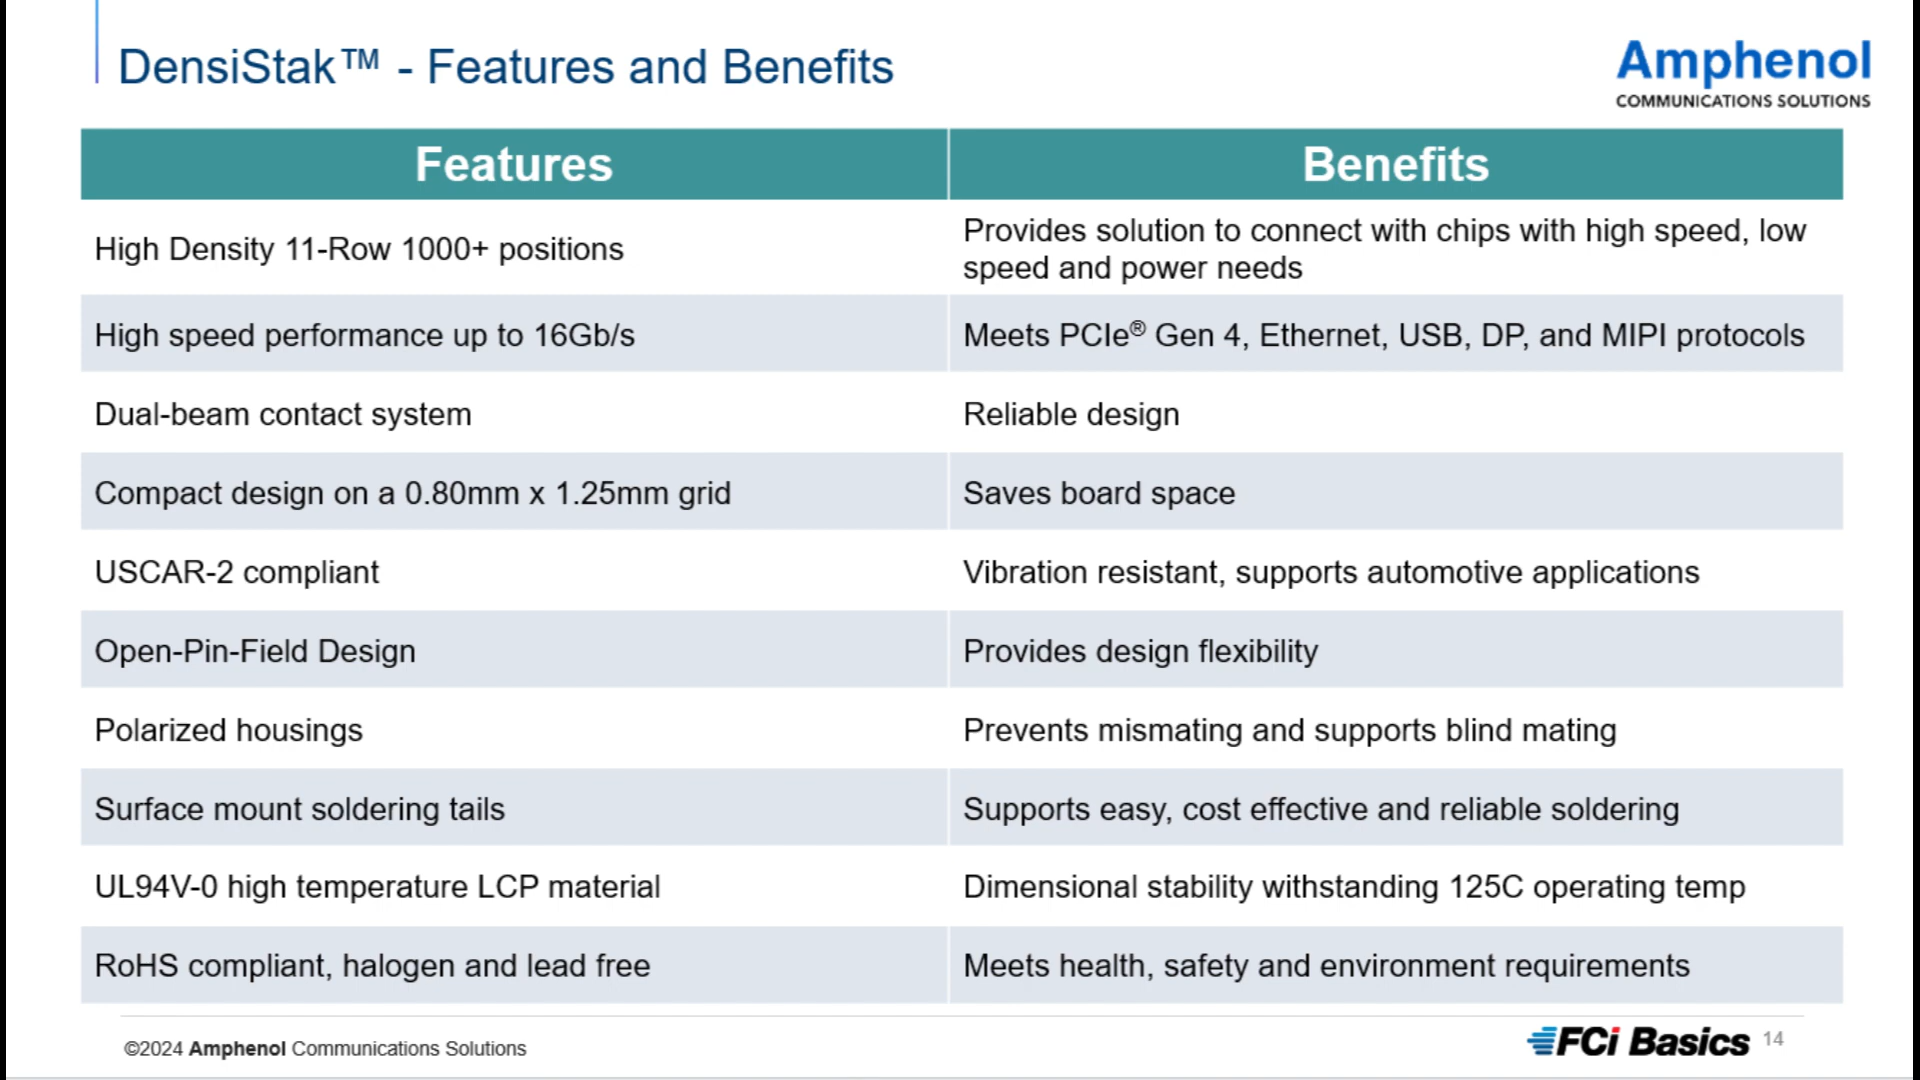 DensiStak™ - Features and Benefits
Amphenol
COMMUNICATIONS SOLUTIONS
Features
Benefits
High Density 11-Row 1000+ positions
Provides solution to connect with chips with high speed, low
speed and power needs
High speed performance up to 16Gb/s
Meets PCIe® Gen 4, Ethernet, USB, DP, and MIPI protocols
Dual-beam contact system
Reliable design
Compact design on a 0.80mm x 1.25mm grid
Saves board space
USCAR-2 compliant
Vibration resistant, supports automotive applications
Open-Pin-Field Design
Provides design flexibility
Polarized housings
Prevents mismating and supports blind mating
Surface mount soldering tails
Supports easy, cost effective and reliable soldering
UL94V-0 high temperature LCP material
Dimensional stability withstanding 125C operating temp
RoHS compliant, halogen and lead free
Meets health, safety and environment requirements
©2024 Amphenol Communications Solutions
FCi Basics
14